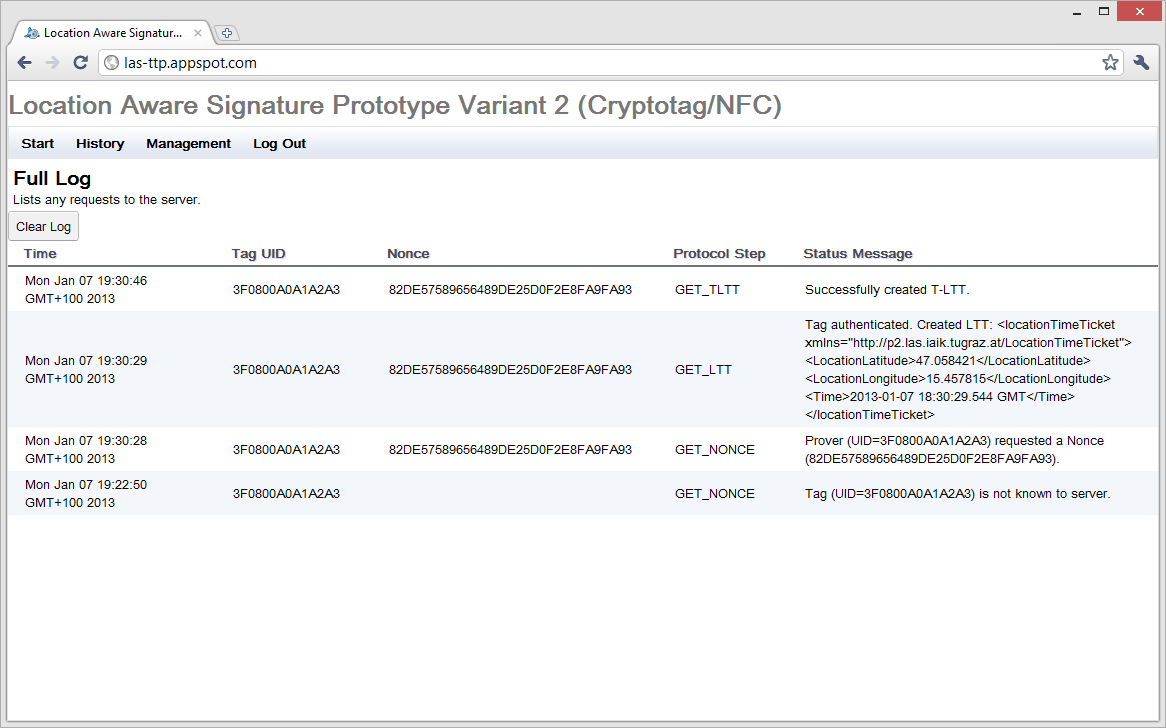 Location Aware Signatur...
las-ttp.appspot.com
Location Aware Signature Prototype Variant 2 (Cryptotag/NFC)
Start History Management Log Out
Full Log
Lists any requests to the server.
Clear Log
Time Tag UID Nonce Protocol Step Status Message
Mon Jan 07 19:30:46
GMT+100 2013
3F0800A0A1A2A3 82DE57589656489DE25D0F2E8FA9FA93 GET_TLTT Successfully created T-LTT.
Mon Jan 07 19:30:29
GMT+100 2013
3F0800A0A1A2A3 82DE57589656489DE25D0F2E8FA9FA93 GET_LTT
Tag authenticated. Created LTT: <locationTimeTicket
xmlns="http://p2.las.iaik.tugraz.at/LocationTimeTicket">
<LocationLatitude>47.058421</LocationLatitude>
<LocationLongitude>15.457815</LocationLongitude>
<Time>2013-01-07 18:30:29.544 GMT</Time>
</locationTimeTicket>
Mon Jan 07 19:30:28
GMT+100 2013
3F0800A0A1A2A3 82DE57589656489DE25D0F2E8FA9FA93 GET_NONCE
Prover (UID=3F0800A0A1A2A3) requested a Nonce
(82DE57589656489DE25D0F2E8FA9FA93).
Mon Jan 07 19:22:50
GMT+100 2013
3F0800A0A1A2A3 GET_NONCE Tag (UID=3F0800A0A1A2A3) is not known to server.